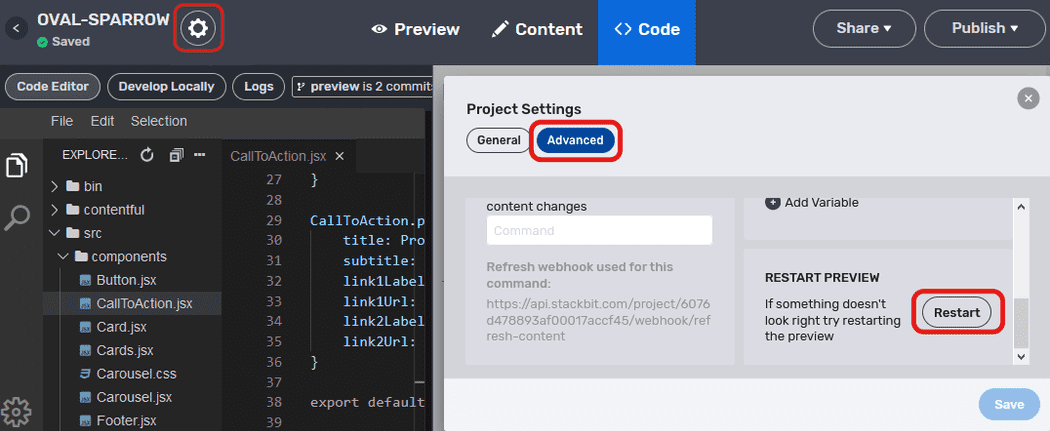 OVAL-SPARROW
Saved
Preview
Content
Code
Share
Publish
Code Editor
Develop Locally
Logs
preview is 2 commits
File Edit Selection
EXPLORE...
bin
contentful
src
components
Button.jsx
CallToAction.jsx
Card.jsx
Cards.jsx
Carousel.css
Carousel.jsx
Footer.jsx
CallToAction.jsx
27 }
28
29 CallToAction.p
30 title: Pro
31 subtitle:
32 link1Label
33 link1Url:
34 link2Label
35 link2Url:
36 }
37
38 export default
Project Settings
General
Advanced
content changes
Command
Refresh webhook used for this
command:
https://api.stackbit.com/project/6076
d478893af00017accf45/webhook/ref
resh-content
Add Variable
RESTART PREVIEW
If something doesn't
look right try restarting
the preview
Restart
Save